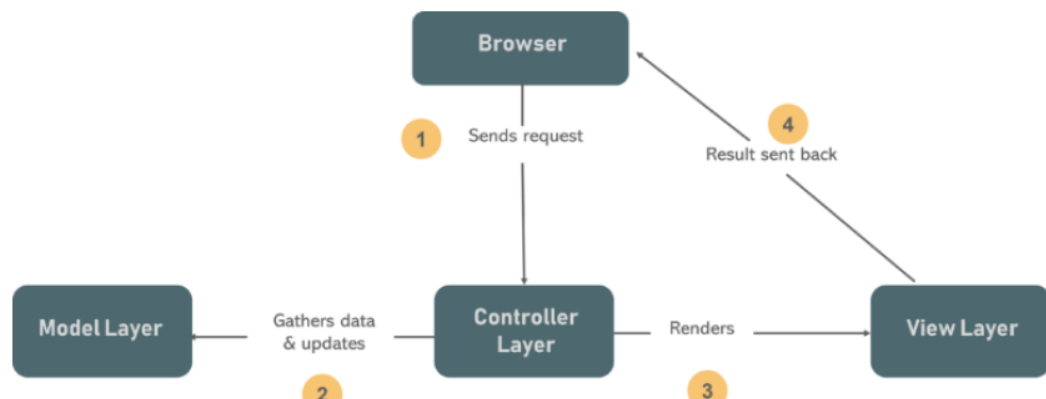 Browser
1
Sends request
4
Result sent back
Model Layer
Gathers data
& updates
Controller
Layer
Renders
View Layer
2
3